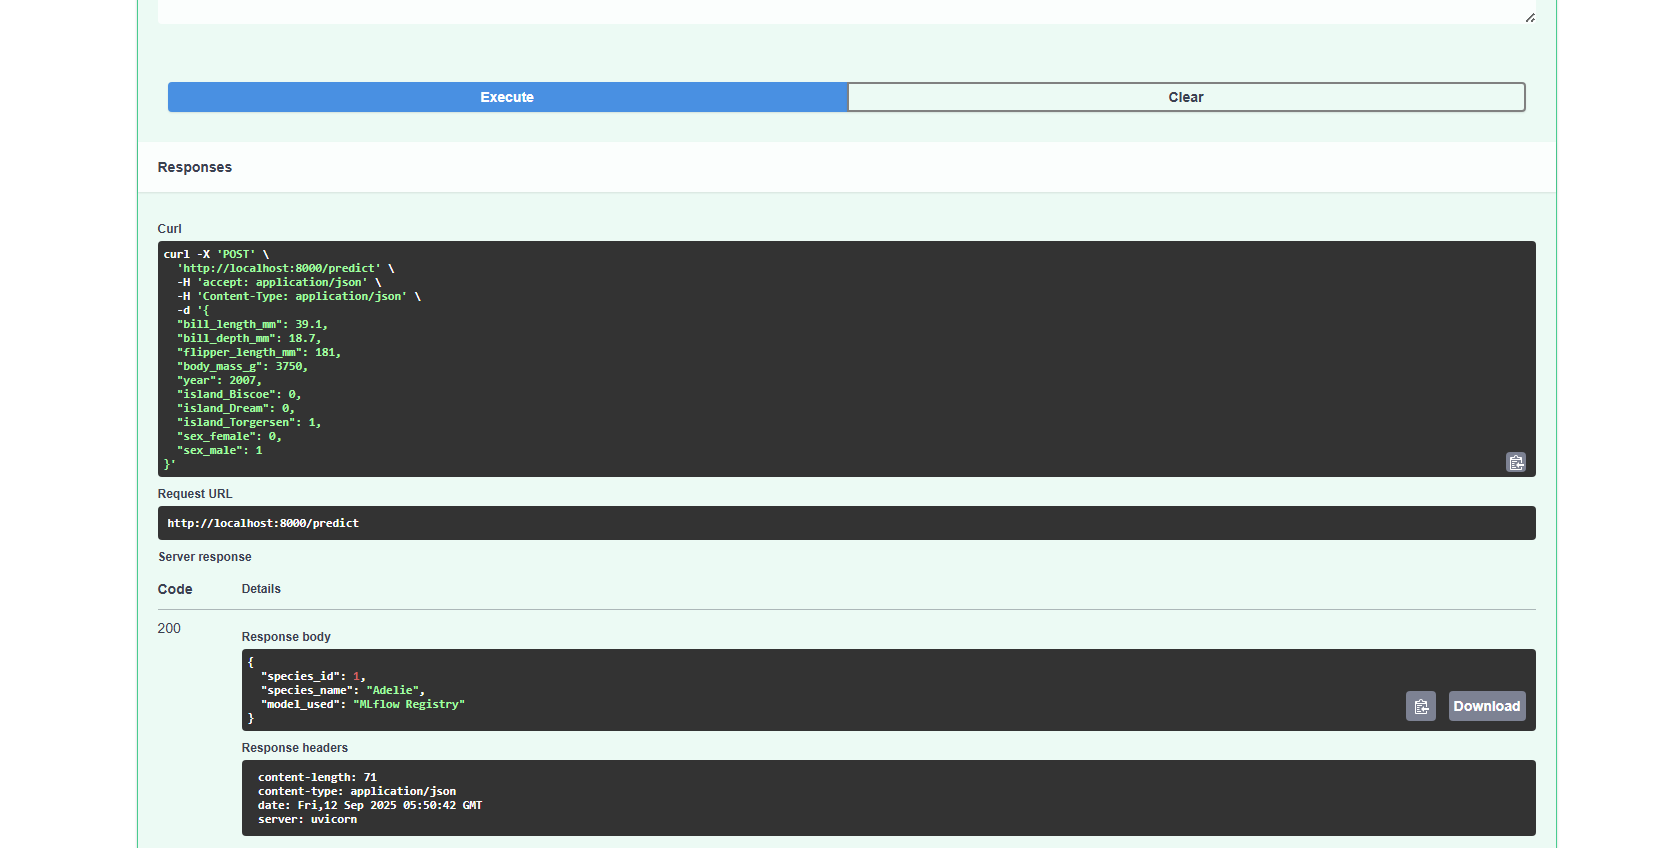 Execute
Clear
Responses
Curl
curl -X 'POST' \
  'http://localhost:8000/predict' \
  -H 'accept: application/json' \
  -H 'Content-Type: application/json' \
  -d '{
  "bill_length_mm": 39.1,
  "bill_depth_mm": 18.7,
  "flipper_length_mm": 181,
  "body_mass_g": 3750,
  "year": 2007,
  "island_Biscoe": 0,
  "island_Dream": 0,
  "island_Torgersen": 1,
  "sex_female": 0,
  "sex_male": 1
}'
Request URL
http://localhost:8000/predict
Server response
Code
Details
200
Response body
{
  "species_id": 1,
  "species_name": "Adelie",
  "model_used": "MLflow Registry"
}
Download
Response headers
content-length: 71
content-type: application/json
date: Fri,12 Sep 2025 05:50:42 GMT
server: uvicorn